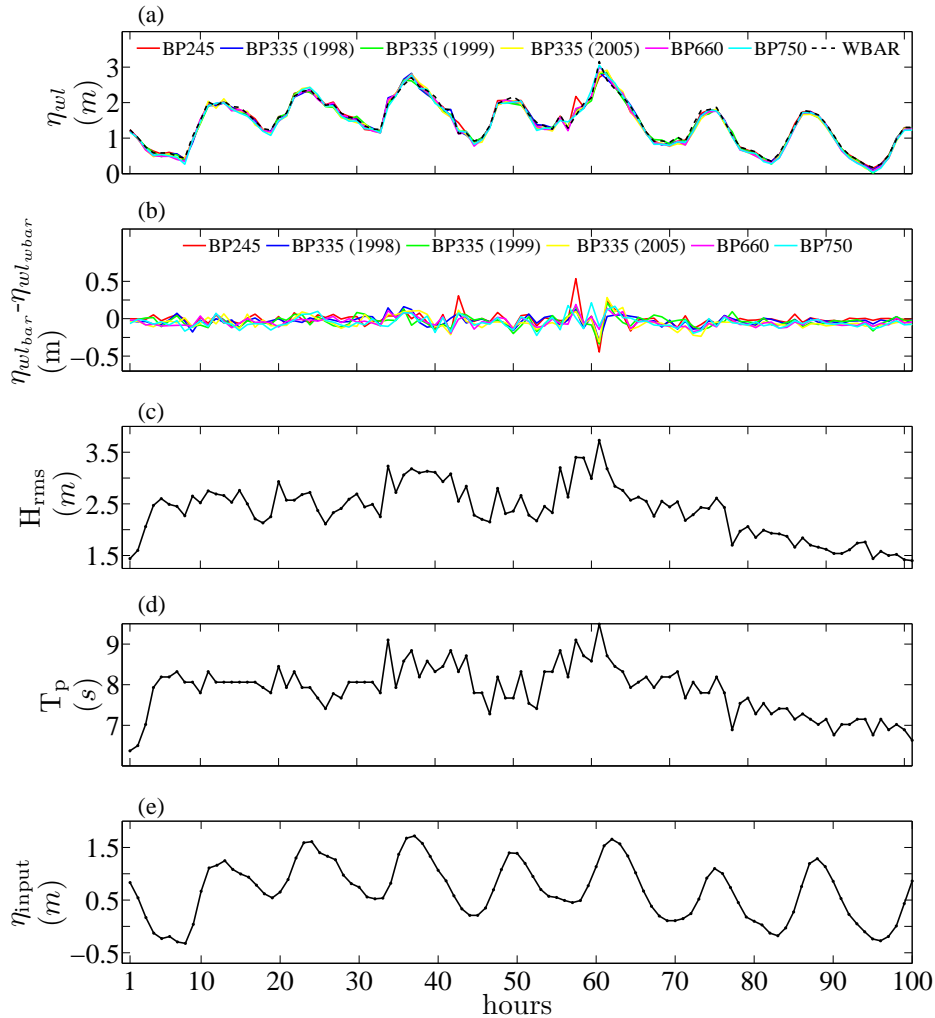 (a)
BP245 BP335 (1998) BP335 (1999) BP335 (2005) BP660 BP750 WBAR
3
2
1
0
η_wl
(m)
(b)
BP245 BP335 (1998) BP335 (1999) BP335 (2005) BP660 BP750
0.5
0
−0.5
η_wl_bar-η_wl_wbar
(m)
(c)
3.5
2.5
1.5
H_rms
(m)
(d)
9
8
7
T_p
(s)
(e)
1.5
0.5
−0.5
η_input
(m)
1 10 20 30 40 50 60 70 80 90 100
hours